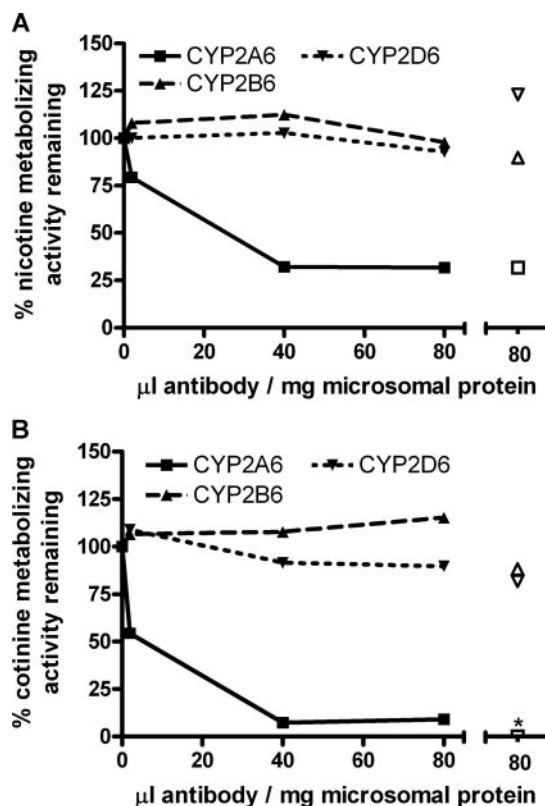 A
150
CYP2A6 CYP2D6
CYP2B6
125
100
75
50
25
0
% nicotine metabolizing
activity remaining
0 20 40 60 80 80
µl antibody / mg microsomal protein
B
150
CYP2A6 CYP2D6
CYP2B6
125
100
75
50
25
0
% cotinine metabolizing
activity remaining
*
0 20 40 60 80 80
µl antibody / mg microsomal protein